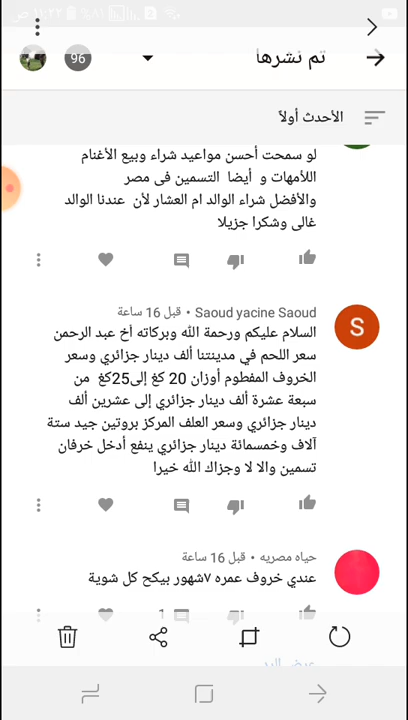 تم نشرها
96
الأحدث أولاً
لو سمحت أحسن مواعيد شراء وبيع الأغنام
اللأمهات و أيضا التسمين فى مصر
والأفضل شراء الوالد ام العشار لأن عندنا الوالد
غالى وشكرا جزيلا
Saoud yacine Saoud • قبل 16 ساعة
السلام عليكم ورحمة الله وبركاته أخ عبد الرحمن
سعر اللحم في مدينتنا ألف دينار جزائري وسعر
الخروف المفطوم أوزان 20 كغ إلى25كغ من
سبعة عشرة ألف دينار جزائري إلى عشرين ألف
دينار جزائري وسعر العلف المركز بروتين جيد ستة
آلاف وخمسمائة دينار جزائري ينفع أدخل خرفان
تسمين والا لا وجزاك الله خيرا
S
حياه مصريه • قبل 16 ساعة
عندي خروف عمره ٧شهور بيكح كل شوية
1